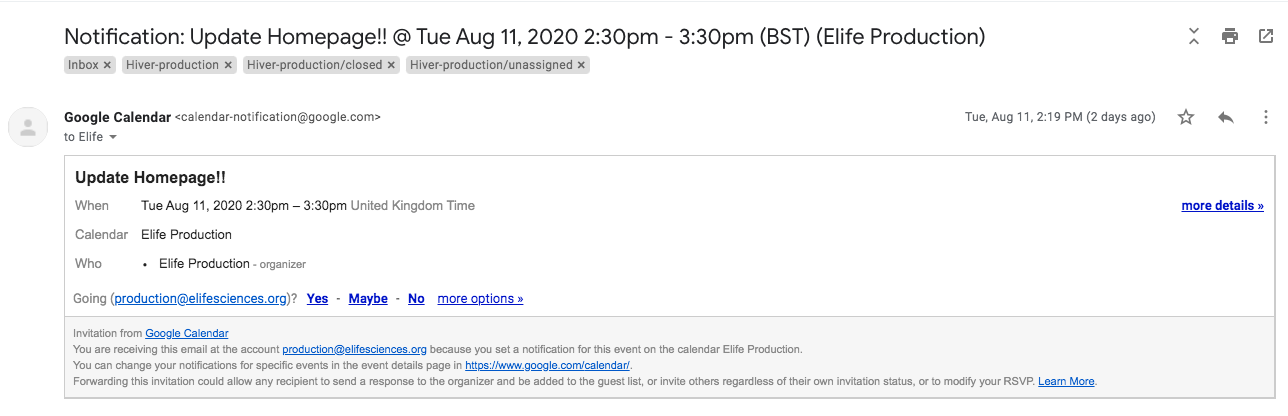 Notification: Update Homepage!! @ Tue Aug 11, 2020 2:30pm - 3:30pm (BST) (Elife Production)
Inbox × Hiver-production × Hiver-production/closed × Hiver-production/unassigned ×
Google Calendar <calendar-notification@google.com> Tue, Aug 11, 2:19 PM (2 days ago)
to Elife
Update Homepage!!
When Tue Aug 11, 2020 2:30pm – 3:30pm United Kingdom Time more details »
Calendar Elife Production
Who • Elife Production - organizer
Going (production@elifesciences.org)? Yes - Maybe - No more options »
Invitation from Google Calendar
You are receiving this email at the account production@elifesciences.org because you set a notification for this event on the calendar Elife Production.
You can change your notifications for specific events in the event details page in https://www.google.com/calendar/.
Forwarding this invitation could allow any recipient to send a response to the organizer and be added to the guest list, or invite others regardless of their own invitation status, or to modify your RSVP. Learn More.